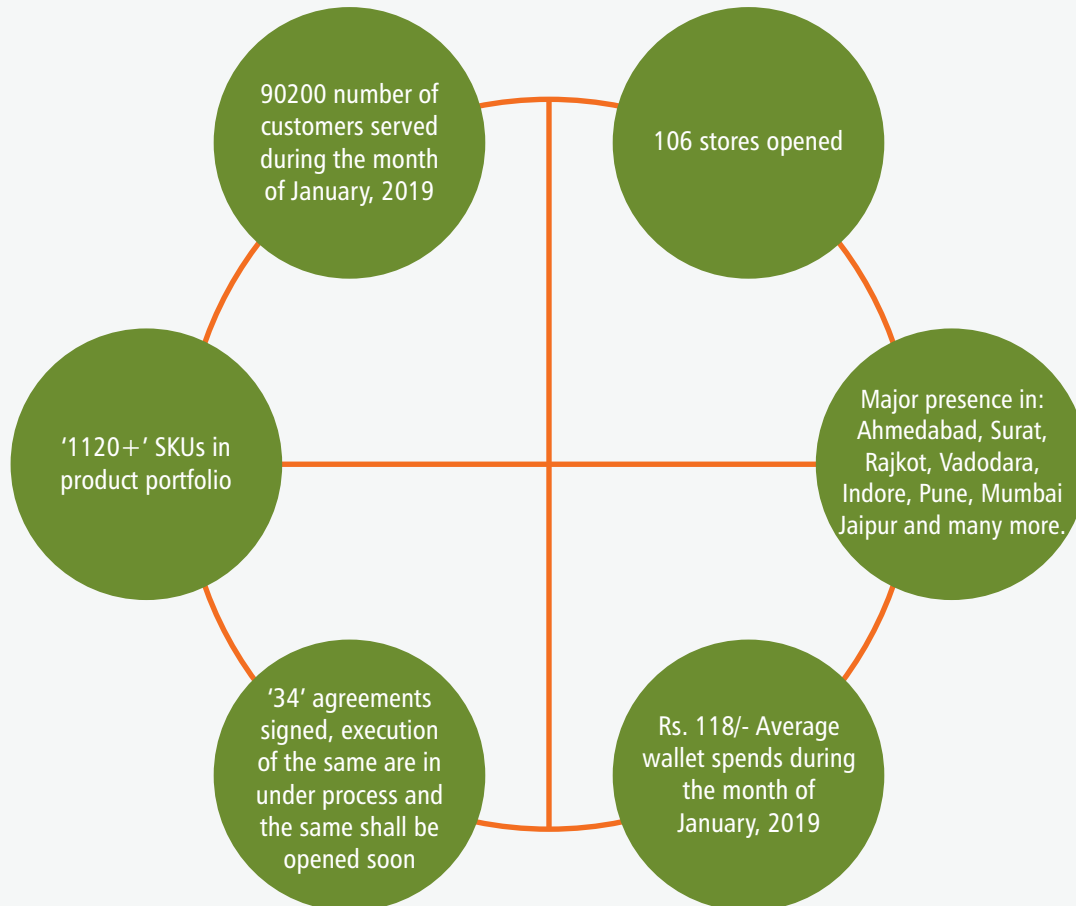 90200 number of
customers served
during the month
of January, 2019
106 stores opened
Major presence in:
Ahmedabad, Surat,
Rajkot, Vadodara,
Indore, Pune, Mumbai
Jaipur and many more.
Rs. 118/- Average
wallet spends during
the month of
January, 2019
‘34’ agreements
signed, execution
of the same are in
under process and
the same shall be
opened soon
‘1120+’ SKUs in
product portfolio